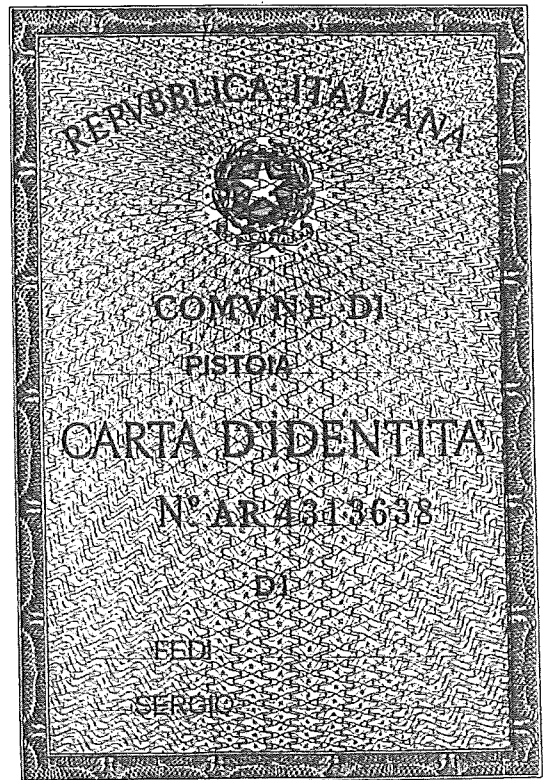 REPVBBLICA ITALIANA
COMVNE DI
PISTOIA
CARTA D'IDENTITA'
N.º AR 4313638
DI
FEDI
SERGIO